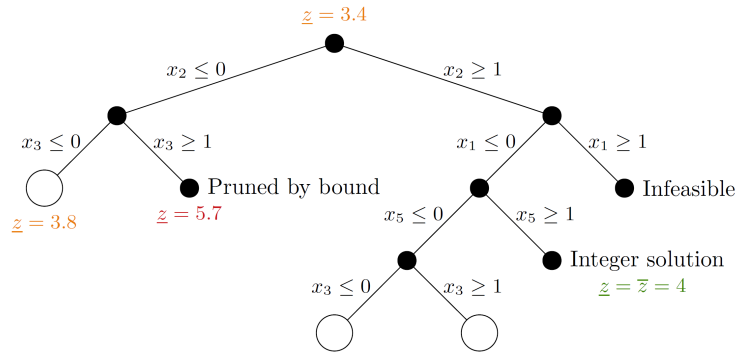 z = 3.4
x₂ ≤ 0
x₂ ≥ 1
x₃ ≤ 0
x₃ ≥ 1
x₁ ≤ 0
x₁ ≥ 1
Pruned by bound
Infeasible
z = 3.8
z = 5.7
x₅ ≤ 0
x₅ ≥ 1
Integer solution
z̲ = z̅ = 4
x₃ ≤ 0
x₃ ≥ 1